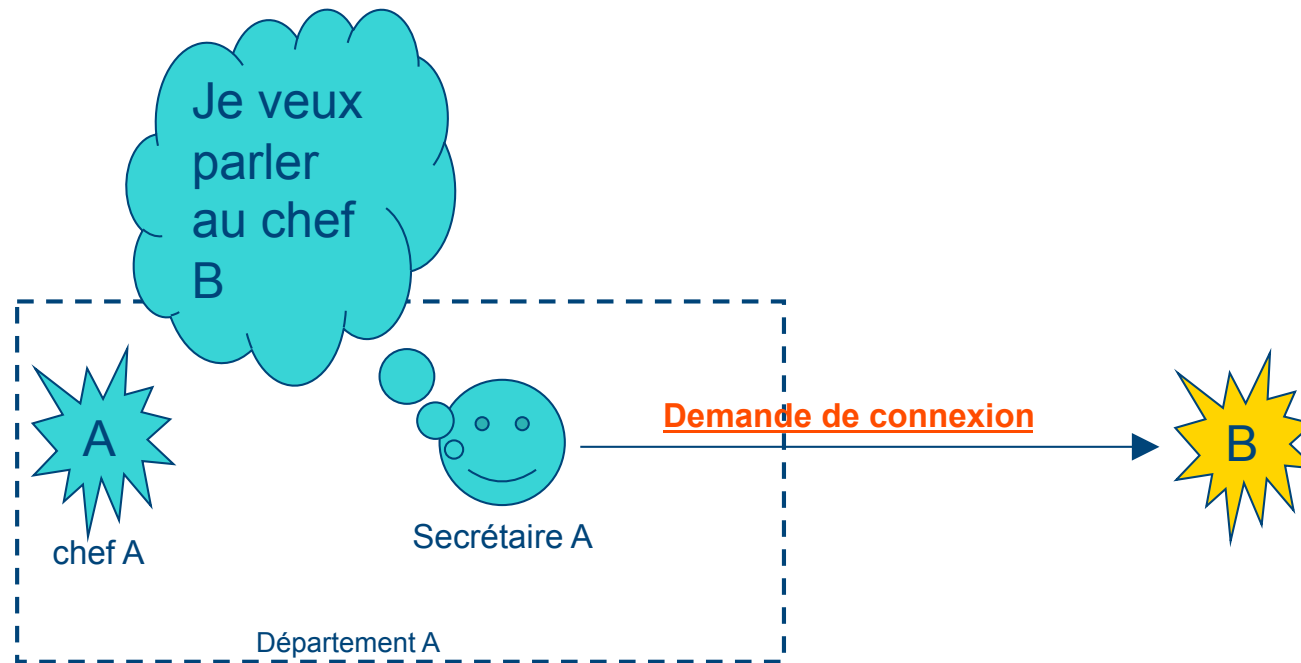 Je veux
parler
au chef
B
A
Demande de connexion
B
Secrétaire A
chef A
Département A